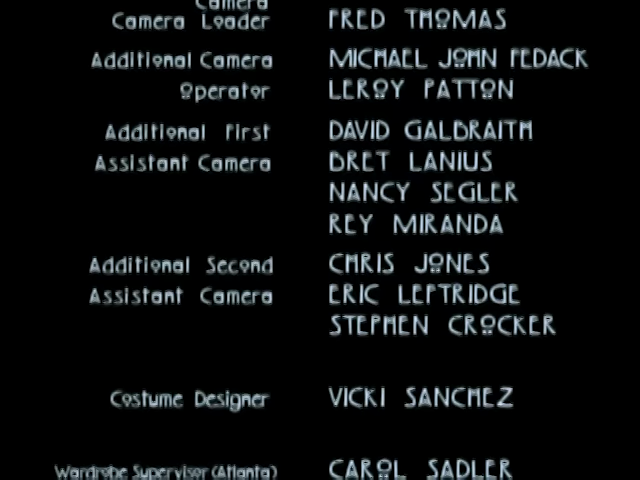 Camera
Camera Loader FRED THOMAS
Additional Camera MICHAEL JOHN FEDACK
Operator LEROY PATTON
Additional First DAVID GALBRAITH
Assistant Camera BRET LANIUS
NANCY SEGLER
REY MIRANDA
Additional Second CHRIS JONES
Assistant Camera ERIC LEFTRIDGE
STEPHEN CROCKER
Costume Designer VICKI SANCHEZ
Wardrobe Supervisor (Atlanta) CAROL SADLER